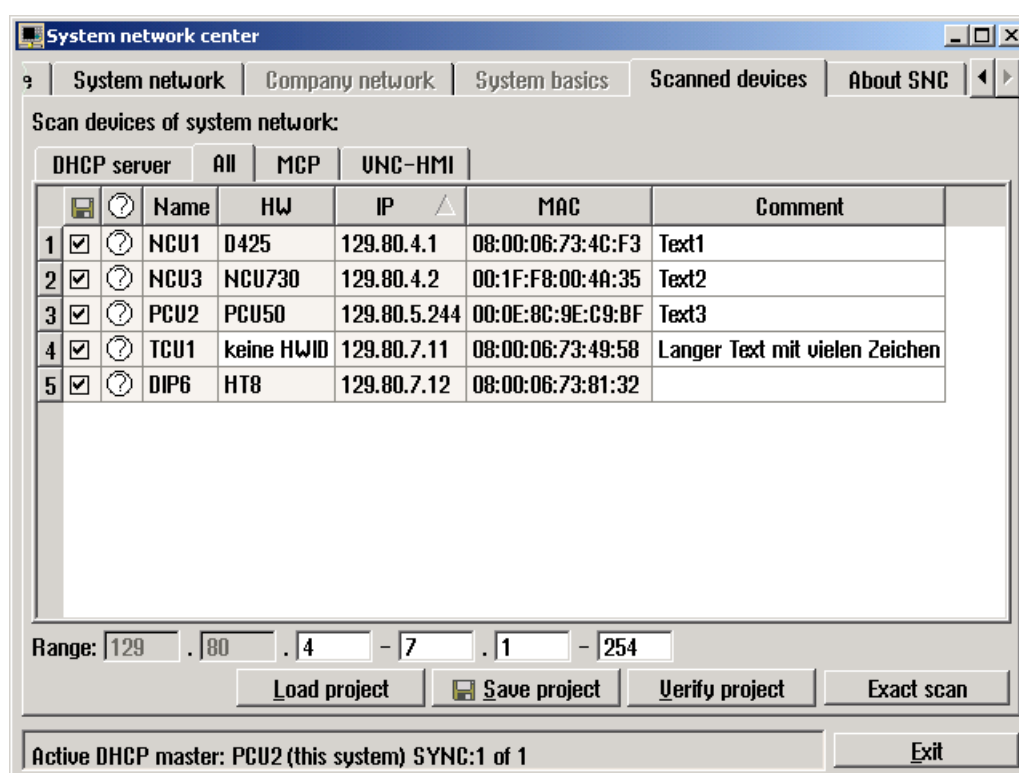 System network center
System network Company network System basics Scanned devices About SNC
Scan devices of system network:
DHCP server All MCP VNC-HMI
Name HW IP MAC Comment
1 NCU1 D425 129.80.4.1 08:00:06:73:4C:F3 Text1
2 NCU3 NCU730 129.80.4.2 00:1F:F8:00:4A:35 Text2
3 PCU2 PCU50 129.80.5.244 00:0E:8C:9E:C9:BF Text3
4 TCU1 keine HWID 129.80.7.11 08:00:06:73:49:58 Langer Text mit vielen Zeichen
5 DIP6 HT8 129.80.7.12 08:00:06:73:81:32
Range: 129 . 80 . 4 - 7 . 1 - 254
Load project Save project Verify project Exact scan
Active DHCP master: PCU2 (this system) SYNC:1 of 1 Exit